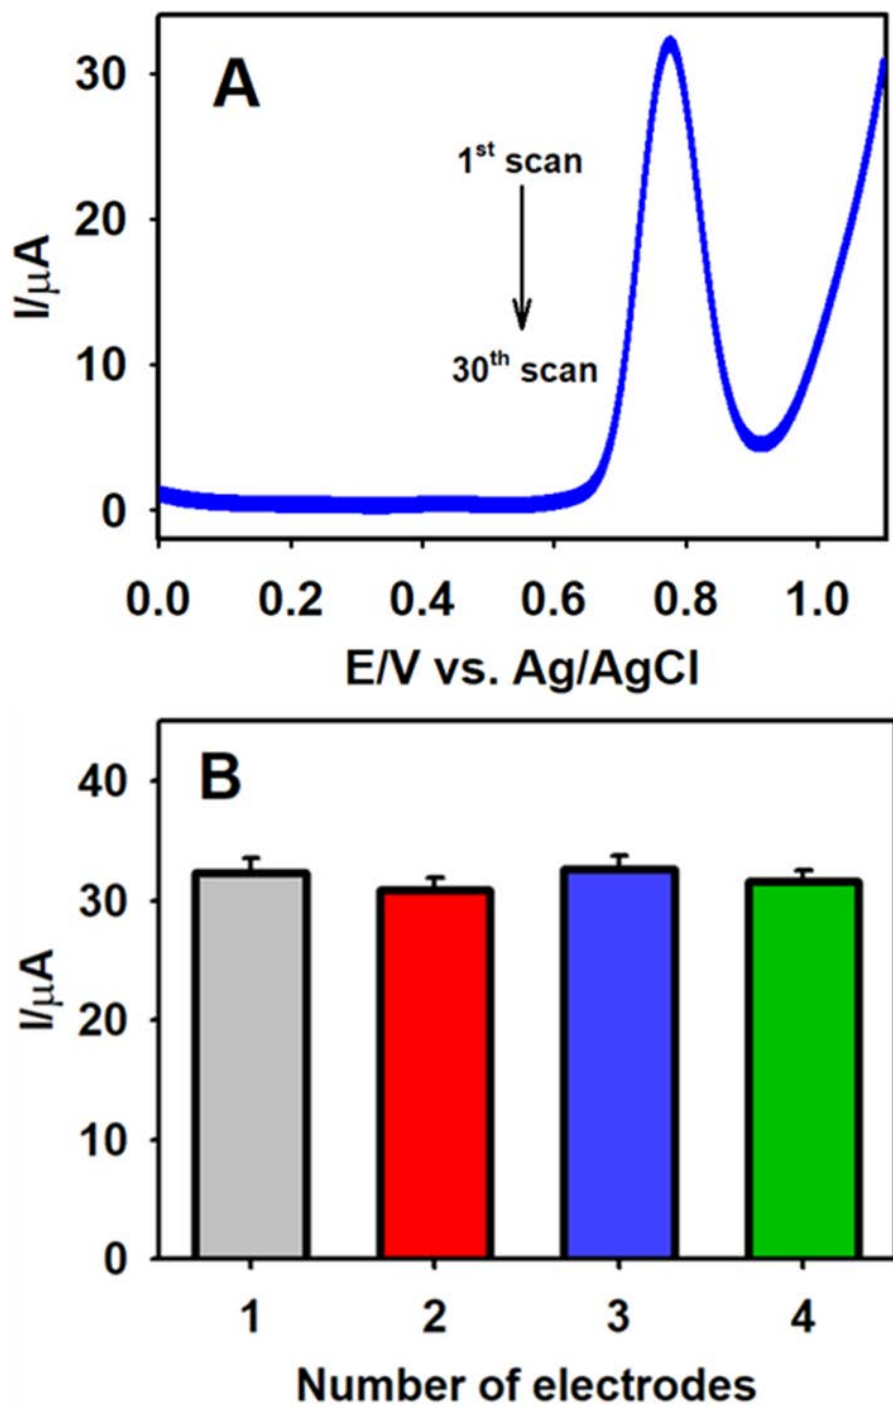 A
30
1st scan
20
I/μA
10
30th scan
0
0.0 0.2 0.4 0.6 0.8 1.0
E/V vs. Ag/AgCl
B
40
30
I/μA
20
10
0
1 2 3 4
Number of electrodes